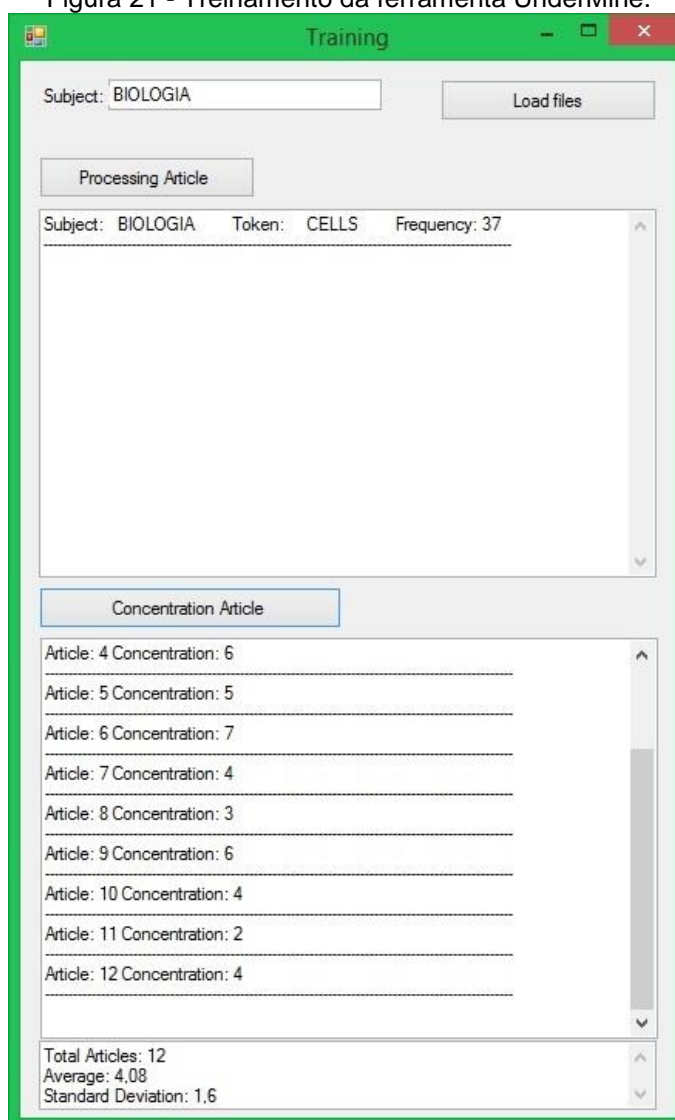 Figura 21 - Treinamento da ferramenta UnderMine.
Training
Subject: BIOLOGIA
Load files
Processing Article
Subject: BIOLOGIA Token: CELLS Frequency: 37
Concentration Article
Article: 4 Concentration: 6
Article: 5 Concentration: 5
Article: 6 Concentration: 7
Article: 7 Concentration: 4
Article: 8 Concentration: 3
Article: 9 Concentration: 6
Article: 10 Concentration: 4
Article: 11 Concentration: 2
Article: 12 Concentration: 4
Total Articles: 12
Average: 4,08
Standard Deviation: 1,6